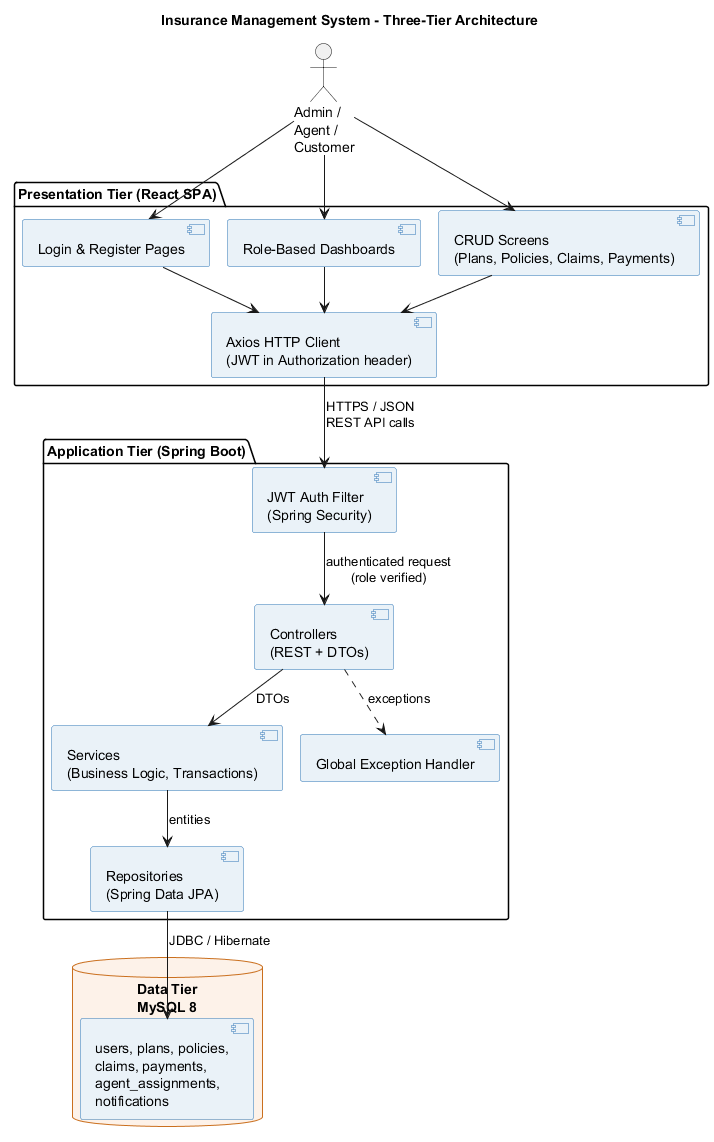 Insurance Management System - Three-Tier Architecture
Admin /
Agent /
Customer
Presentation Tier (React SPA)
Login & Register Pages
Role-Based Dashboards
CRUD Screens
(Plans, Policies, Claims, Payments)
Axios HTTP Client
(JWT in Authorization header)
HTTPS / JSON
REST API calls
Application Tier (Spring Boot)
JWT Auth Filter
(Spring Security)
authenticated request
(role verified)
Controllers
(REST + DTOs)
DTOs
exceptions
Services
(Business Logic, Transactions)
Global Exception Handler
entities
Repositories
(Spring Data JPA)
JDBC / Hibernate
Data Tier
MySQL 8
users, plans, policies,
claims, payments,
agent_assignments,
notifications